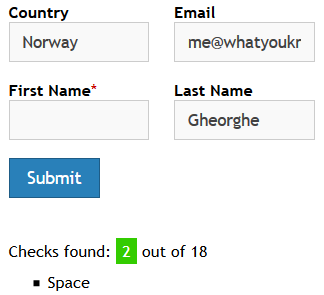 Country Email
Norway me@whatyoukr
First Name* Last Name
Gheorghe
Submit
Checks found: 2 out of 18
Space